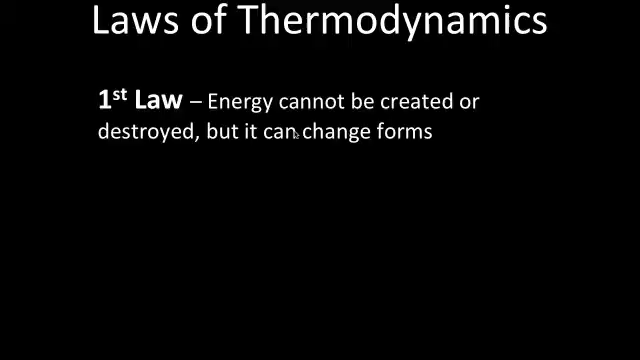 Laws of Thermodynamics
1st Law – Energy cannot be created or
destroyed, but it can change forms